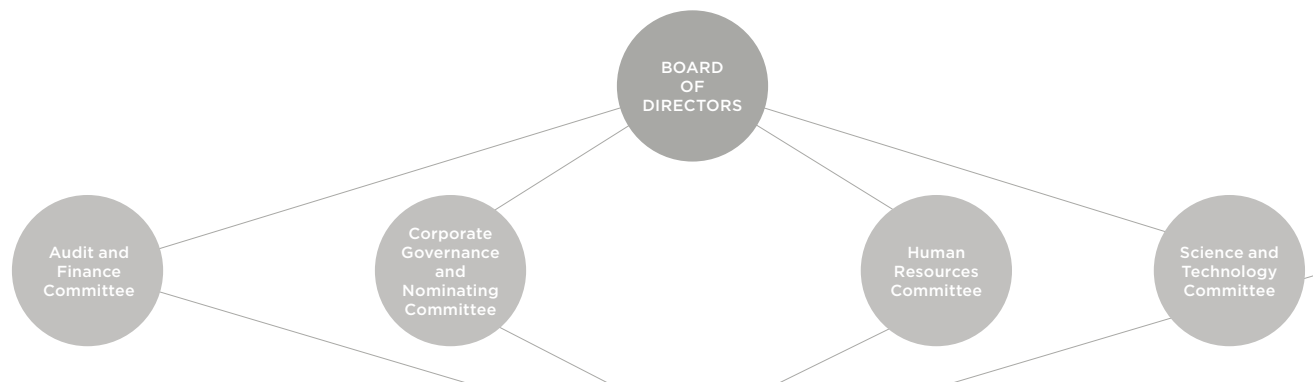 BOARD
OF
DIRECTORS
Audit and
Finance
Committee
Corporate
Governance
and
Nominating
Committee
Human
Resources
Committee
Science and
Technology
Committee